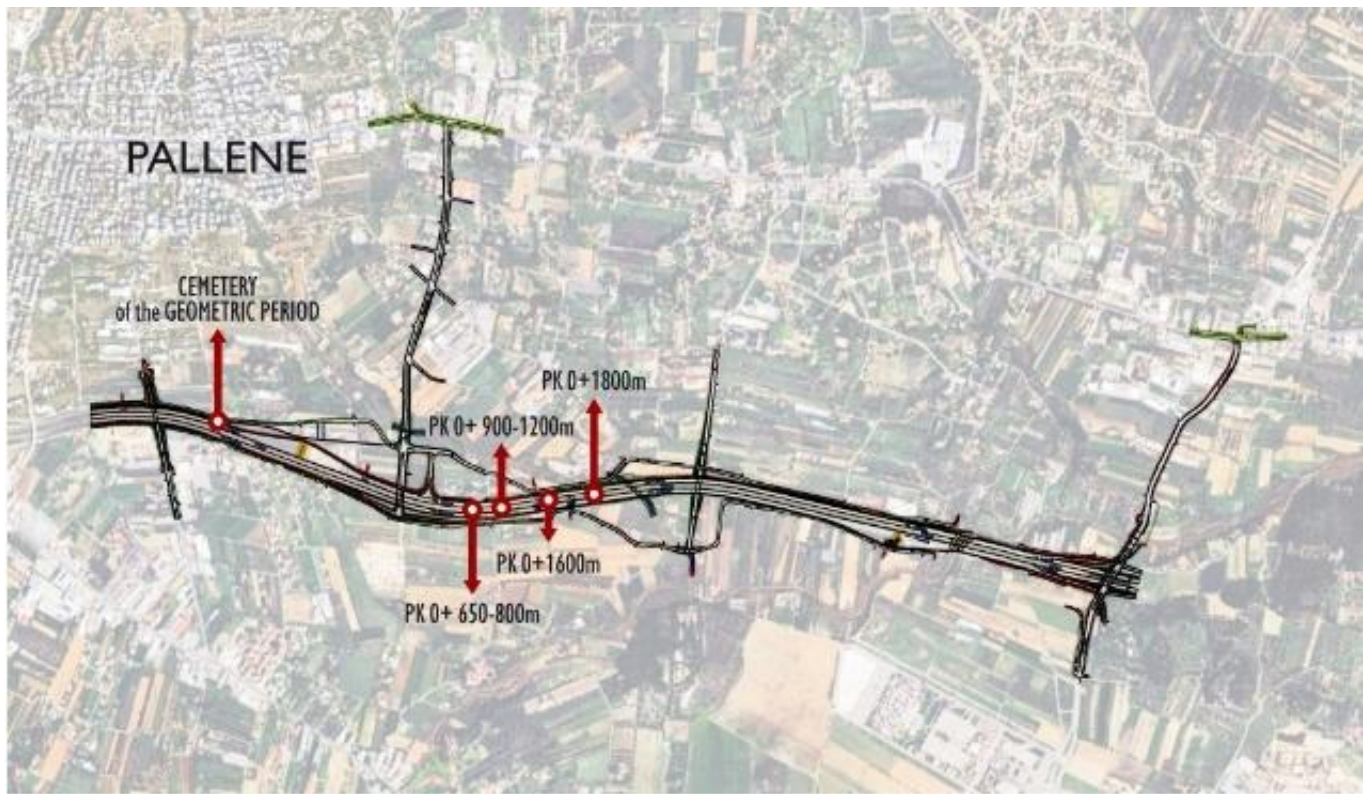 PALLENE
CEMETERY
of the GEOMETRIC PERIOD
PK 0+1800m
PK 0+ 900-1200m
PK 0+1600m
PK 0+ 650-800m